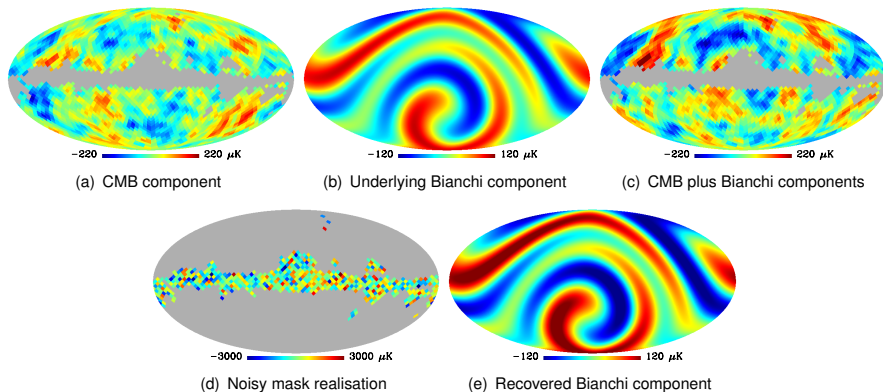 −220 220 μK
−120 120 μK
−220 220 μK
(a) CMB component
(b) Underlying Bianchi component
(c) CMB plus Bianchi components
−3000 3000 μK
−120 120 μK
(d) Noisy mask realisation
(e) Recovered Bianchi component